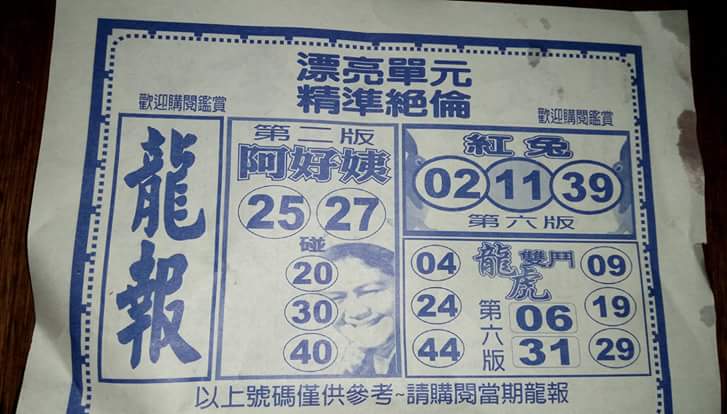 漂亮單元
精準絕倫
歡迎購閱鑑賞
歡迎購閱鑑賞
龍報
第二版
阿好姨
25 27
碰
20
30
40
紅兔
02 11 39
第六版
04
24
44
龍虎
雙鬥
第六版
06
31
09
19
29
以上號碼僅供參考~請購閱當期龍報